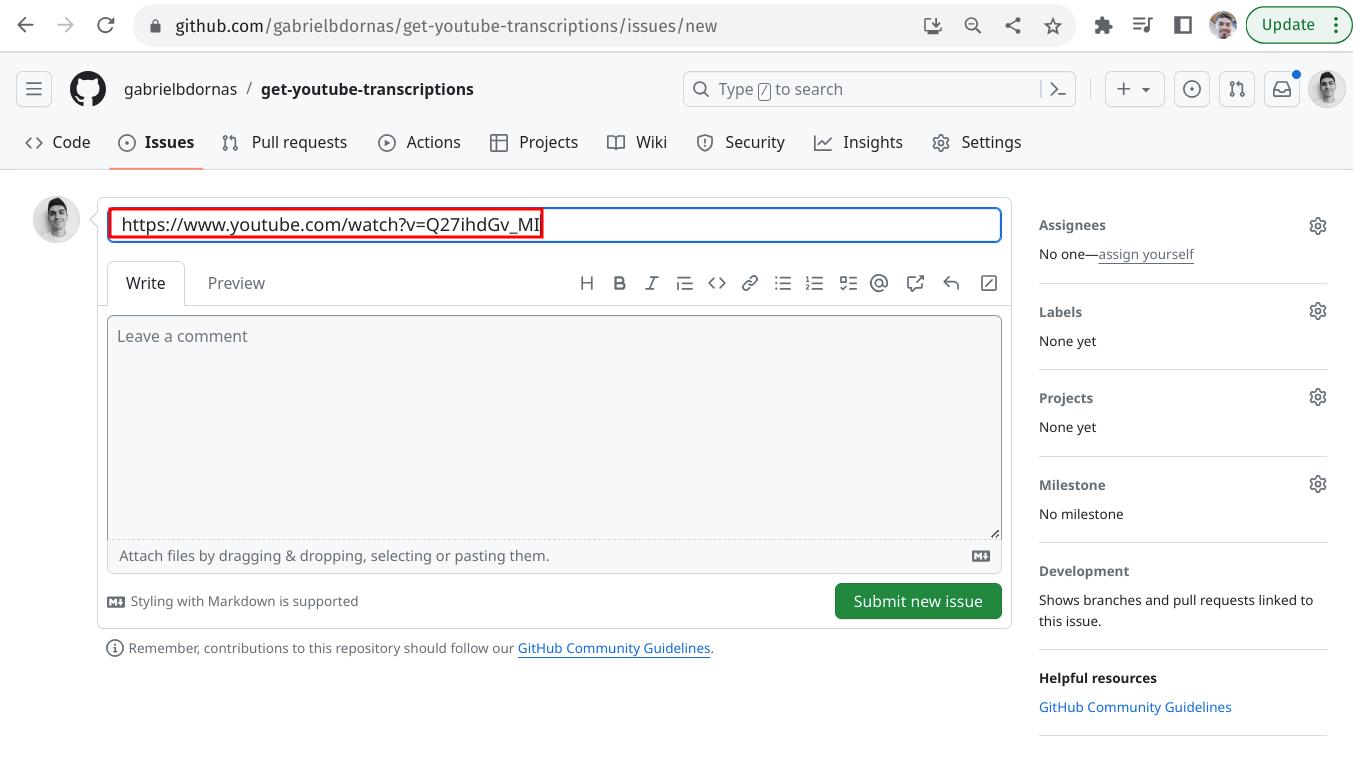 github.com/gabrielbdornas/get-youtube-transcriptions/issues/new
Update
gabrielbdornas / get-youtube-transcriptions
Type / to search
Code
Issues
Pull requests
Actions
Projects
Wiki
Security
Insights
Settings
https://www.youtube.com/watch?v=Q27ihdGv_MI
Write
Preview
Leave a comment
Attach files by dragging & dropping, selecting or pasting them.
Styling with Markdown is supported
Submit new issue
Remember, contributions to this repository should follow our GitHub Community Guidelines.
Assignees
No one—assign yourself
Labels
None yet
Projects
None yet
Milestone
No milestone
Development
Shows branches and pull requests linked to
this issue.
Helpful resources
GitHub Community Guidelines